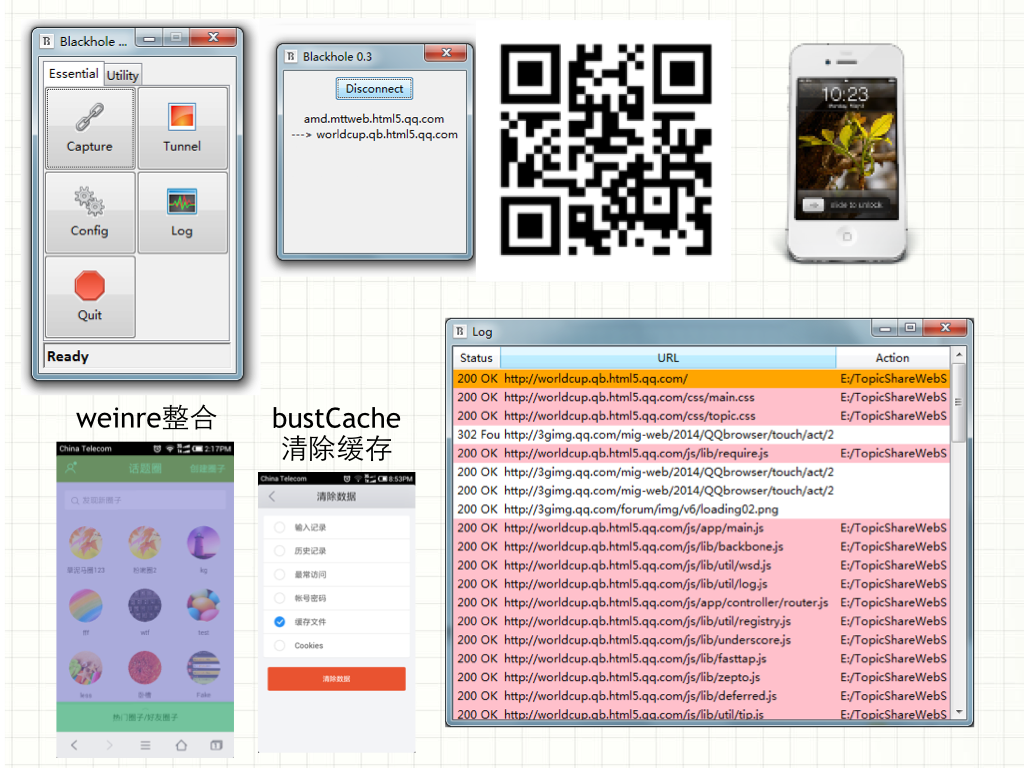 Blackhole ...
Essential
Utility
Capture
Tunnel
Config
Log
Quit
Ready
Blackhole 0.3
Disconnect
amd.mttweb.html5.qq.com
---> worldcup.qb.html5.qq.com
10:23
slide to unlock
weinre整合
China Telecom
2:17PM
话题圈
创建圈子
发现新圈子
草泥马圈123
粉嫩圈2
kg
fff
wtf
test
less
卧槽
Fake
热门圈子/好友圈子
bustCache
清除缓存
China Telecom
8:53PM
清除数据
输入记录
历史记录
最常访问
帐号密码
缓存文件
Cookies
清除数据
Log
Status URL Action
200 OK http://worldcup.qb.html5.qq.com/ E:/TopicShareWebS
200 OK http://worldcup.qb.html5.qq.com/css/main.css E:/TopicShareWebS
200 OK http://worldcup.qb.html5.qq.com/css/topic.css E:/TopicShareWebS
302 Fou http://3gimg.qq.com/mig-web/2014/QQbrowser/touch/act/2
200 OK http://worldcup.qb.html5.qq.com/js/lib/require.js E:/TopicShareWebS
200 OK http://3gimg.qq.com/mig-web/2014/QQbrowser/touch/act/2
200 OK http://3gimg.qq.com/mig-web/2014/QQbrowser/touch/act/2
200 OK http://3gimg.qq.com/forum/img/v6/loading02.png
200 OK http://worldcup.qb.html5.qq.com/js/app/main.js E:/TopicShareWebS
200 OK http://worldcup.qb.html5.qq.com/js/lib/backbone.js E:/TopicShareWebS
200 OK http://worldcup.qb.html5.qq.com/js/lib/util/wsd.js E:/TopicShareWebS
200 OK http://worldcup.qb.html5.qq.com/js/lib/util/log.js E:/TopicShareWebS
200 OK http://worldcup.qb.html5.qq.com/js/app/controller/router.js E:/TopicShareWebS
200 OK http://worldcup.qb.html5.qq.com/js/lib/util/registry.js E:/TopicShareWebS
200 OK http://worldcup.qb.html5.qq.com/js/lib/underscore.js E:/TopicShareWebS
200 OK http://worldcup.qb.html5.qq.com/js/lib/fasttap.js E:/TopicShareWebS
200 OK http://worldcup.qb.html5.qq.com/js/lib/zepto.js E:/TopicShareWebS
200 OK http://worldcup.qb.html5.qq.com/js/lib/deferred.js E:/TopicShareWebS
200 OK http://worldcup.qb.html5.qq.com/js/lib/util/tip.js E:/TopicShareWebS